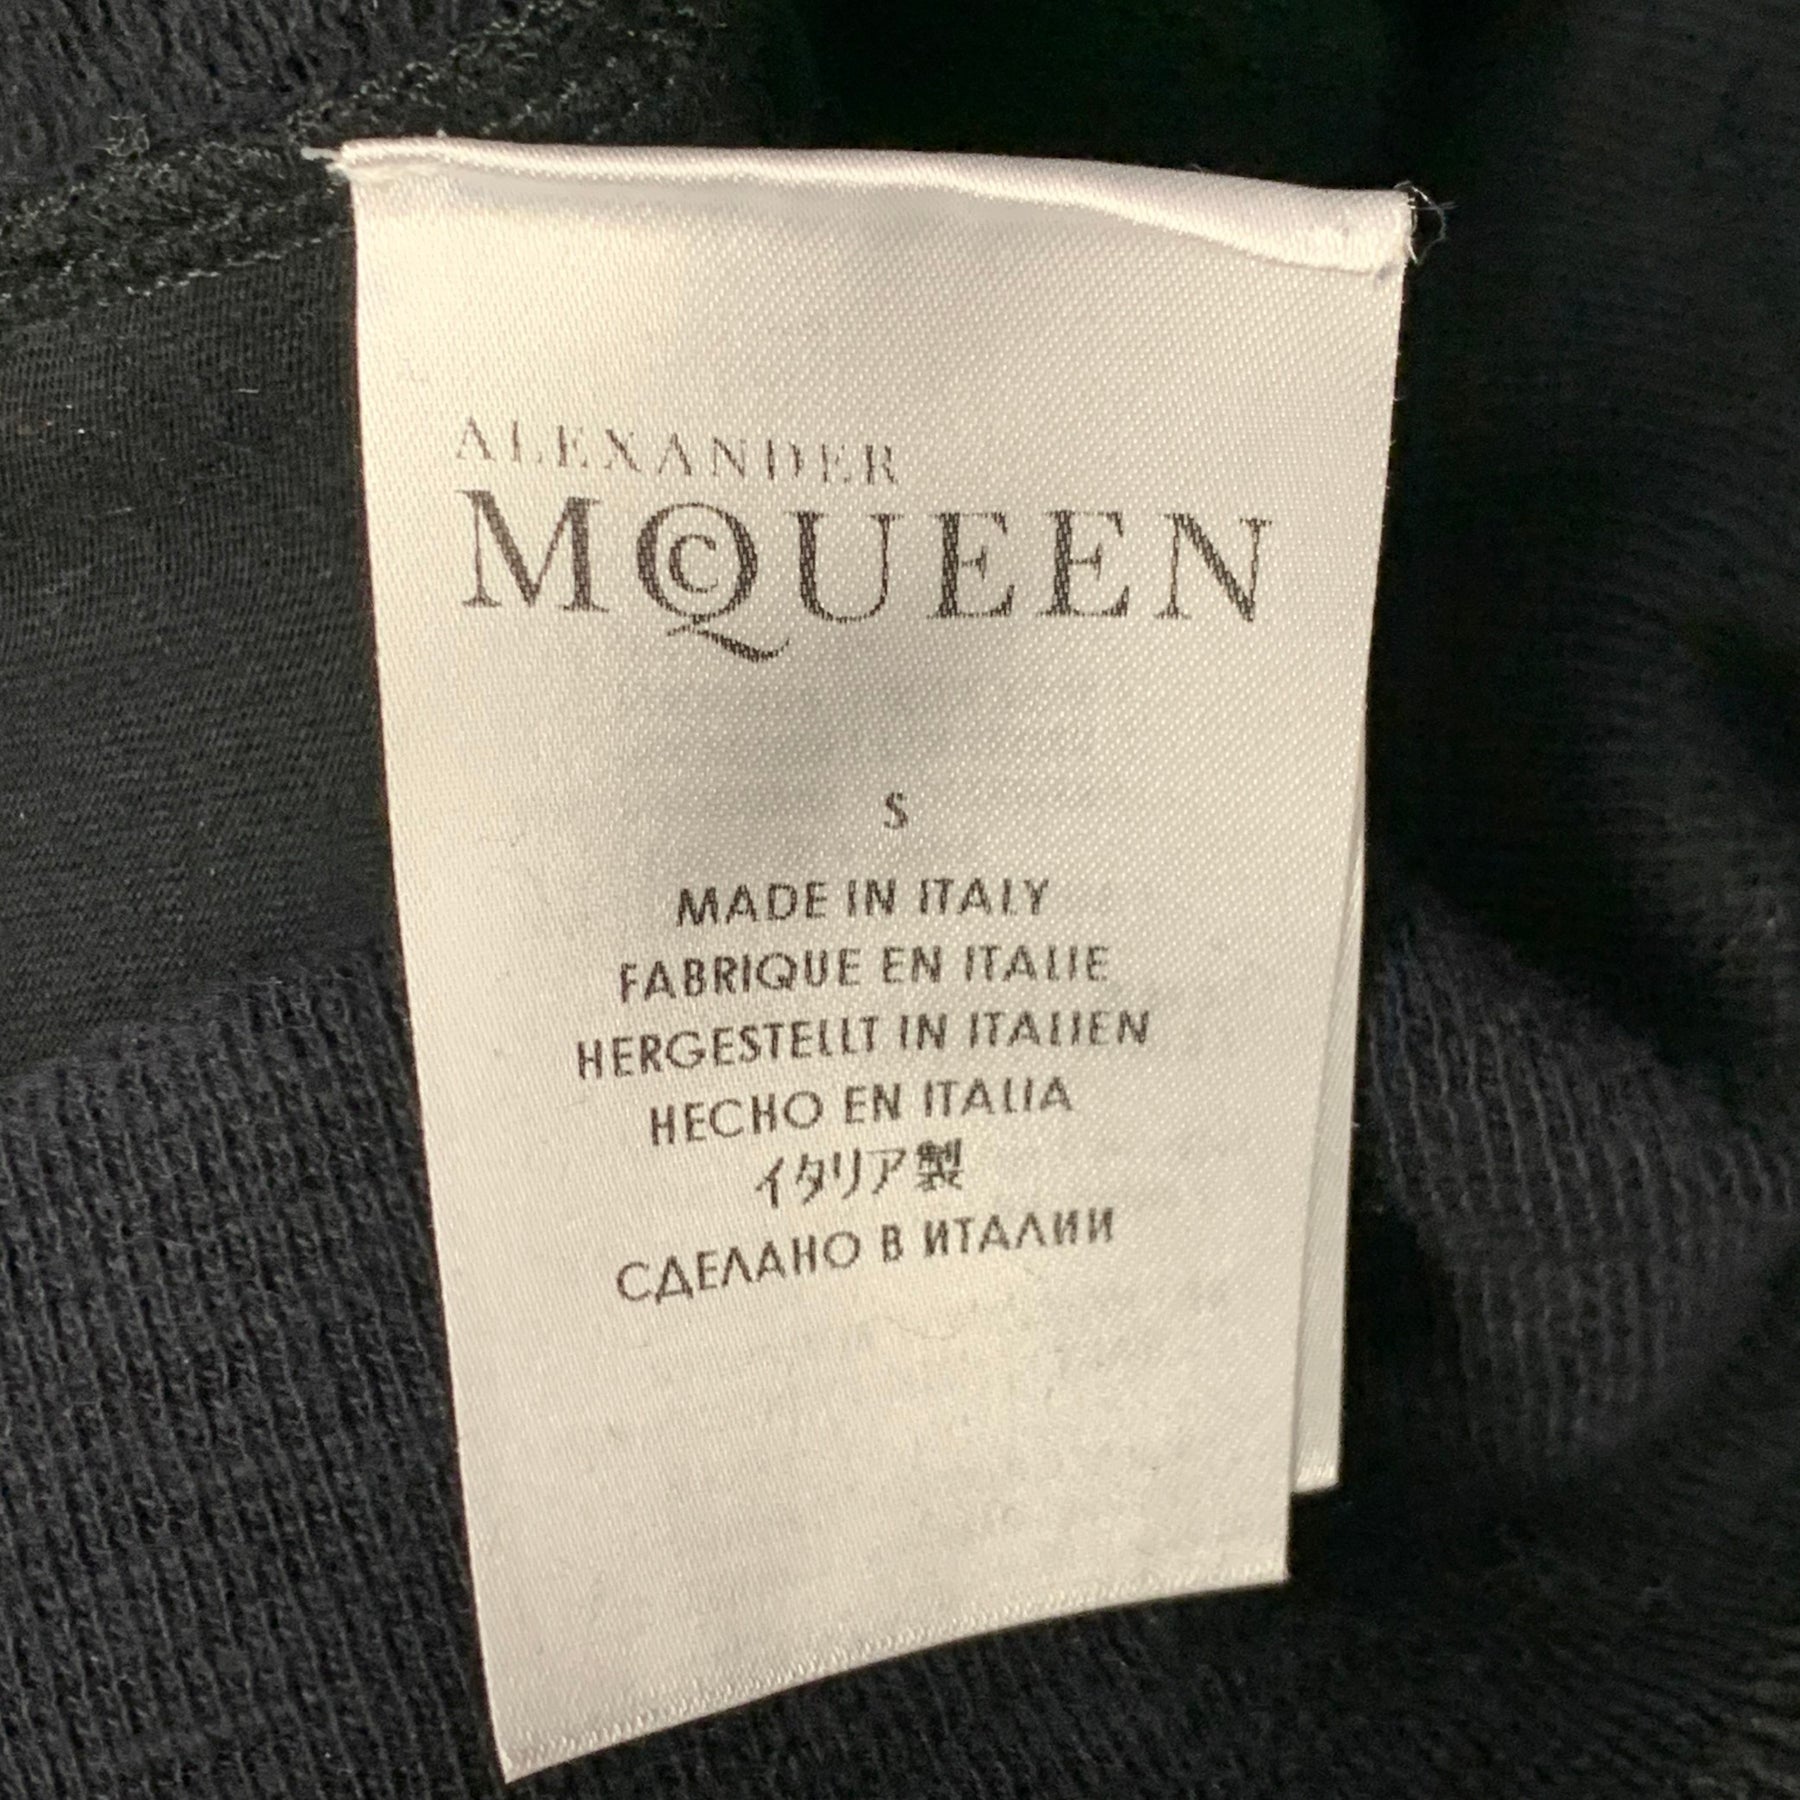 ALEXANDER
McQUEEN
S
MADE IN ITALY
FABRIQUE EN ITALIE
HERGESTELLT IN ITALIEN
HECHO EN ITALIA
イタリア製
СДЕЛАНО В ИТАЛИИ